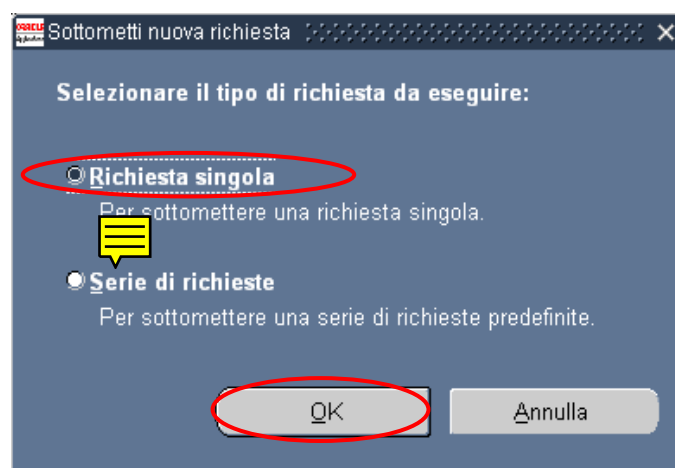 ORACLE
Sottometti nuova richiesta
Selezionare il tipo di richiesta da eseguire:
Richiesta singola
Per sottomettere una richiesta singola.
Serie di richieste
Per sottomettere una serie di richieste predefinite.
OK Annulla